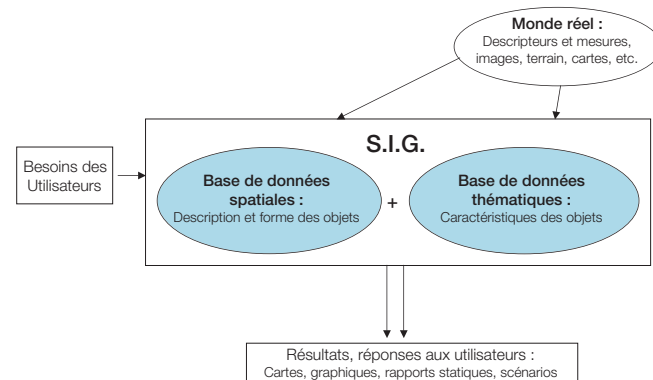 Monde réel :
Descripteurs et mesures,
images, terrain, cartes, etc.
S.I.G.
Besoins des
Utilisateurs
Base de données
spatiales :
Description et forme des objets
+
Base de données
thématiques :
Caractéristiques des objets
Résultats, réponses aux utilisateurs :
Cartes, graphiques, rapports statiques, scénarios